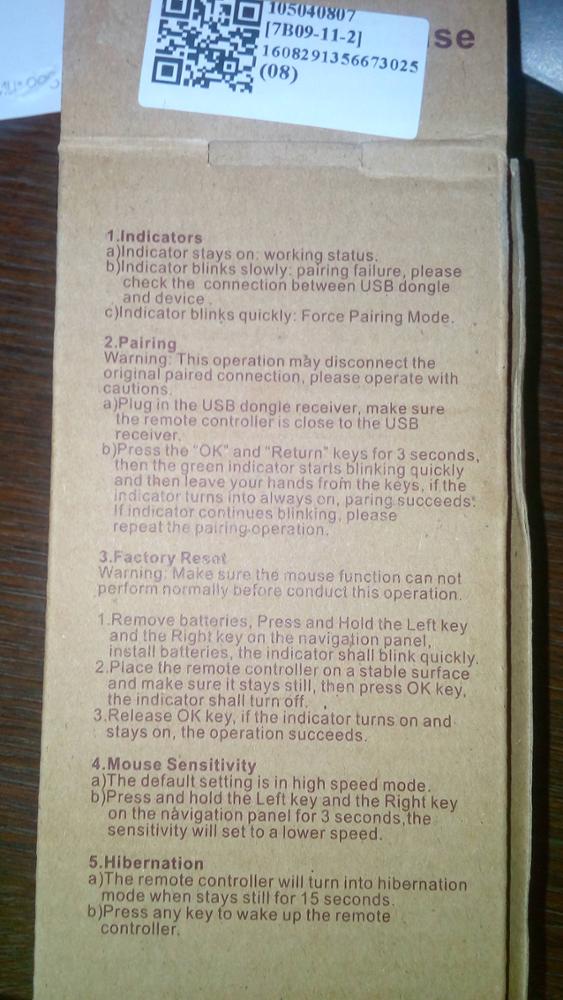 105040807
[7B09-11-2]
1608291356673025
(08)
se
1.Indicators
a)Indicator stays on: working status.
b)Indicator blinks slowly: pairing failure, please
check the connection between USB dongle
and device .
c)Indicator blinks quickly: Force Pairing Mode.
2.Pairing
Warning: This operation may disconnect the
original paired connection, please operate with
cautions.
a)Plug in the USB dongle receiver, make sure
the remote controller is close to the USB
receiver.
b)Press the “OK” and “Return” keys for 3 seconds,
then the green indicator starts blinking quickly
and then leave your hands from the keys, if the
indicator turns into always on, paring succeeds.
If indicator continues blinking, please
repeat the pairing operation.
3.Factory Reset
Warning: Make sure the mouse function can not
perform normally before conduct this operation.
1.Remove batteries, Press and Hold the Left key
and the Right key on the navigation panel,
install batteries, the indicator shall blink quickly.
2.Place the remote controller on a stable surface
and make sure it stays still, then press OK key,
the indicator shall turn off.
3.Release OK key, if the indicator turns on and
stays on, the operation succeeds.
4.Mouse Sensitivity
a)The default setting is in high speed mode.
b)Press and hold the Left key and the Right key
on the navigation panel for 3 seconds,the
sensitivity will set to a lower speed.
5.Hibernation
a)The remote controller will turn into hibernation
mode when stays still for 15 seconds.
b)Press any key to wake up the remote
controller.